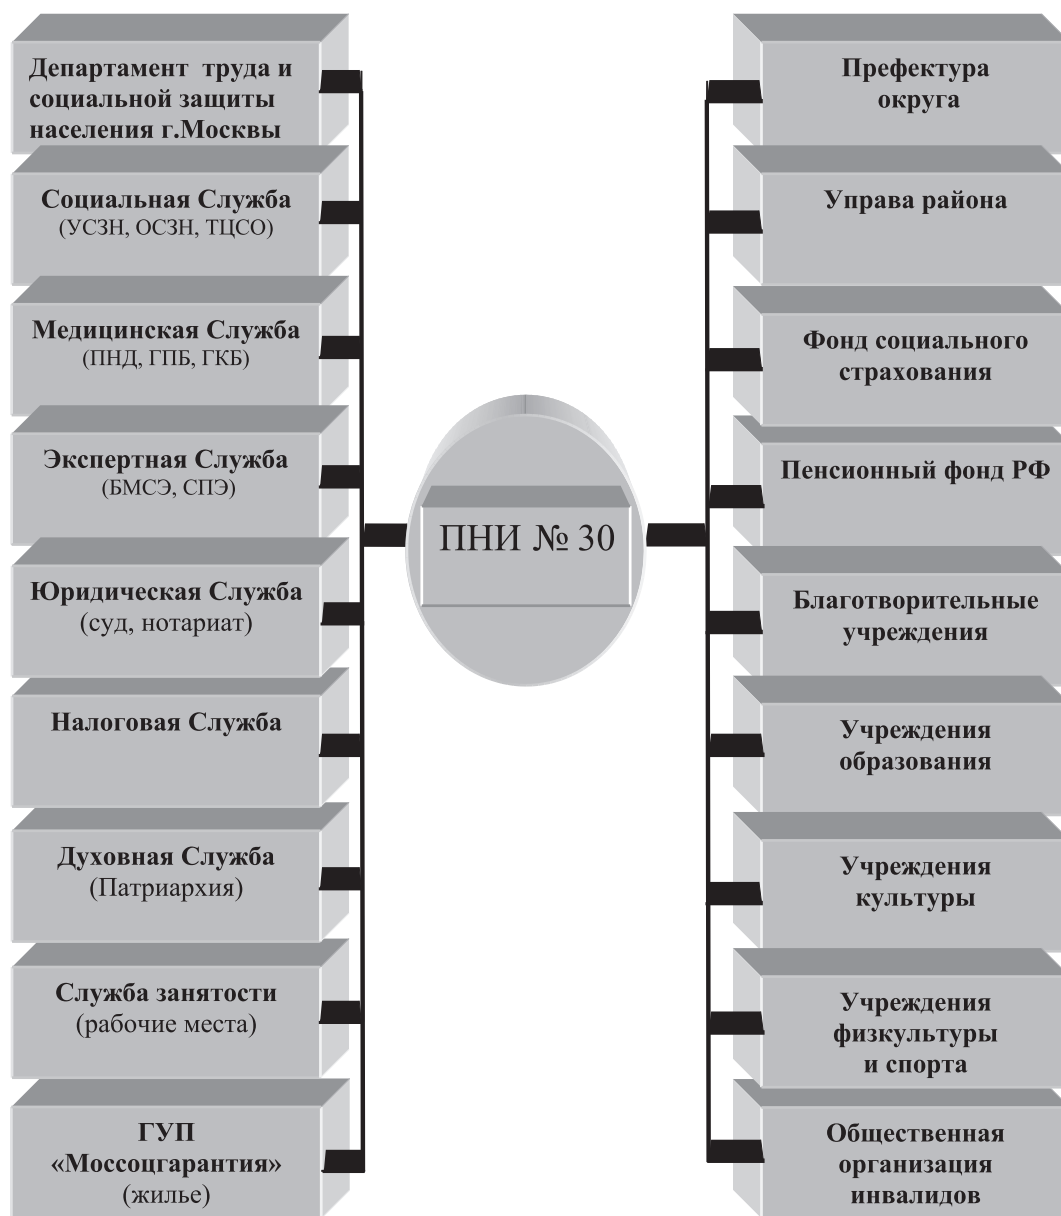 Департамент труда и
социальной защиты
населения г.Москвы
Социальная Служба
(УСЗН, ОСЗН, ТЦСО)
Медицинская Служба
(ПНД, ГПБ, ГКБ)
Экспертная Служба
(БМСЭ, СПЭ)
Юридическая Служба
(суд, нотариат)
Налоговая Служба
Духовная Служба
(Патриархия)
Служба занятости
(рабочие места)
ГУП
«Моссоцгарантия»
(жилье)
ПНИ № 30
Префектура
округа
Управа района
Фонд социального
страхования
Пенсионный фонд РФ
Благотворительные
учреждения
Учреждения
образования
Учреждения
культуры
Учреждения
физкультуры
и спорта
Общественная
организация
инвалидов